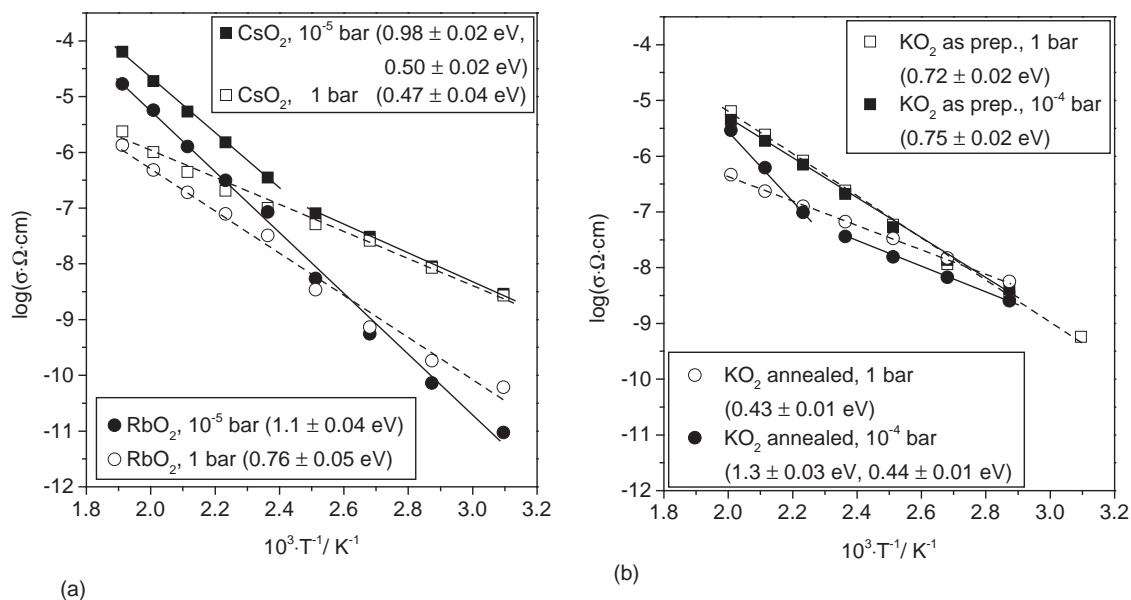 CsO₂, 10⁻⁵ bar (0.98 ± 0.02 eV,
0.50 ± 0.02 eV)
CsO₂, 1 bar (0.47 ± 0.04 eV)
-4
-5
-6
-7
-8
-9
-10
-11
-12
log(σ·Ω·cm)
RbO₂, 10⁻⁵ bar (1.1 ± 0.04 eV)
RbO₂, 1 bar (0.76 ± 0.05 eV)
1.8 2.0 2.2 2.4 2.6 2.8 3.0 3.2
10³·T⁻¹/ K⁻¹
(a)
KO₂ as prep., 1 bar
(0.72 ± 0.02 eV)
KO₂ as prep., 10⁻⁴ bar
(0.75 ± 0.02 eV)
-4
-5
-6
-7
-8
-9
-10
-11
-12
log(σ·Ω·cm)
KO₂ annealed, 1 bar
(0.43 ± 0.01 eV)
KO₂ annealed, 10⁻⁴ bar
(1.3 ± 0.03 eV, 0.44 ± 0.01 eV)
1.8 2.0 2.2 2.4 2.6 2.8 3.0 3.2
10³·T⁻¹/ K⁻¹
(b)